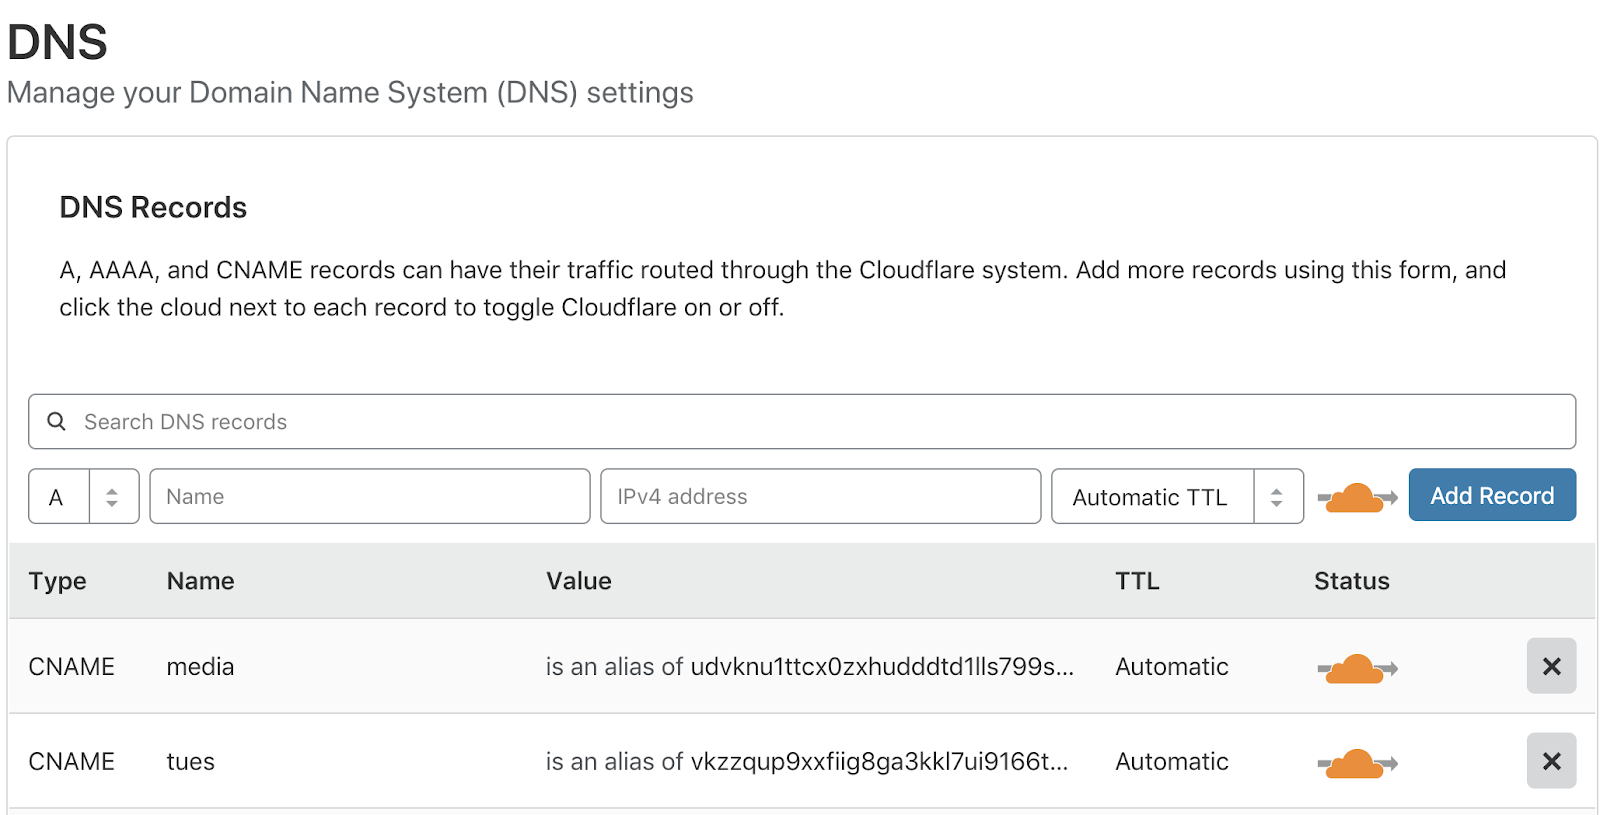 DNS
Manage your Domain Name System (DNS) settings
DNS Records
A, AAAA, and CNAME records can have their traffic routed through the Cloudflare system. Add more records using this form, and
click the cloud next to each record to toggle Cloudflare on or off.
Search DNS records
A Name IPv4 address Automatic TTL Add Record
Type Name Value TTL Status
CNAME media is an alias of udvknu1ttcx0zxhudddtd1lls799s... Automatic
CNAME tues is an alias of vkzzqup9xxfiig8ga3kkl7ui9166t... Automatic